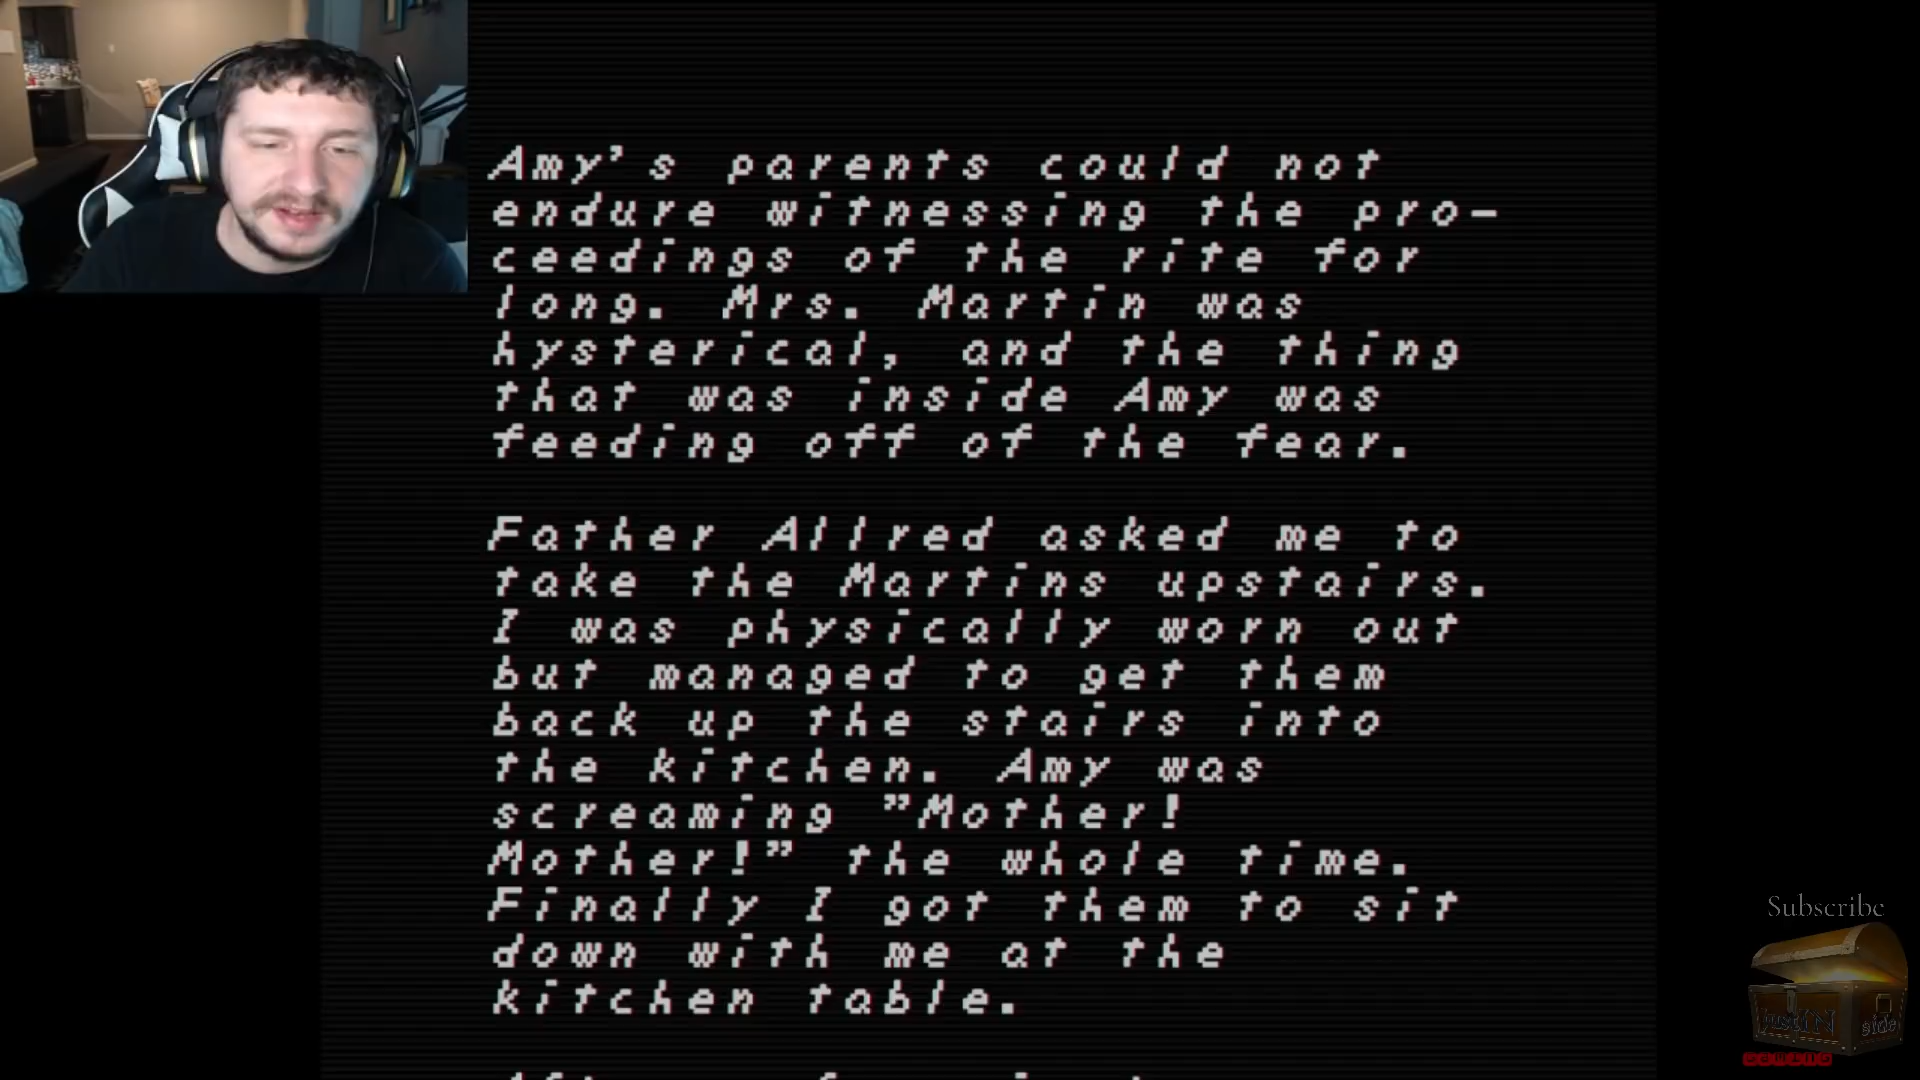 Amy's parents could not
endure witnessing the pro-
ceedings of the rite for
long. Mrs. Martin was
hysterical, and the thing
that was inside Amy was
feeding off of the fear.
Father Allred asked me to
take the Martins upstairs.
I was physically worn out
but managed to get them
back up the stairs into
the kitchen. Amy was
screaming "Mother!
Mother!" the whole time.
Finally I got them to sit
down with me at the
kitchen table.
Subscribe
JustIN
side
GAMING